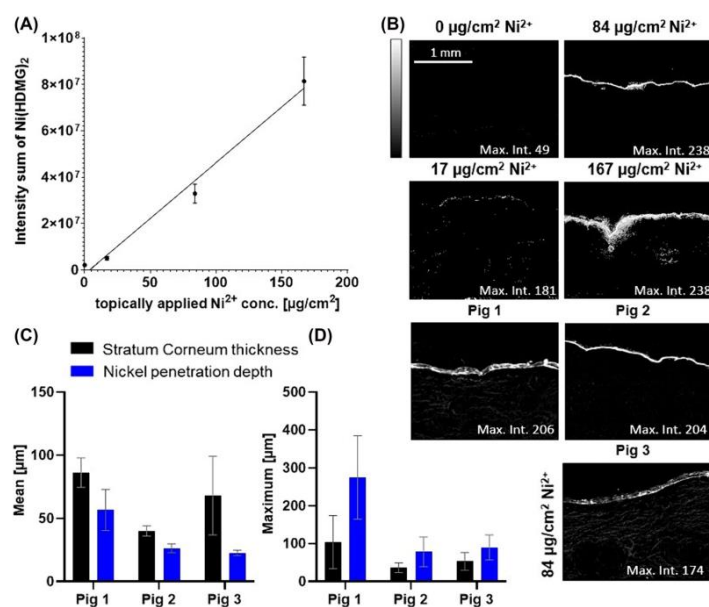 (A)
Intensity sum of Ni(HDMG)₂
1×10⁸
8×10⁷
6×10⁷
4×10⁷
2×10⁷
0
0
50
100
150
200
topically applied Ni²⁺ conc. [µg/cm²]
(B)
0 µg/cm² Ni²⁺
1 mm
Max. Int. 49
84 µg/cm² Ni²⁺
Max. Int. 238
17 µg/cm² Ni²⁺
Max. Int. 181
167 µg/cm² Ni²⁺
Max. Int. 238
Pig 1
Max. Int. 206
Pig 2
Max. Int. 204
Pig 3
84 µg/cm² Ni²⁺
Max. Int. 174
(C)
Stratum Corneum thickness
Nickel penetration depth
Mean [µm]
150
100
50
0
Pig 1
Pig 2
Pig 3
(D)
Maximum [µm]
500
400
300
200
100
0
Pig 1
Pig 2
Pig 3